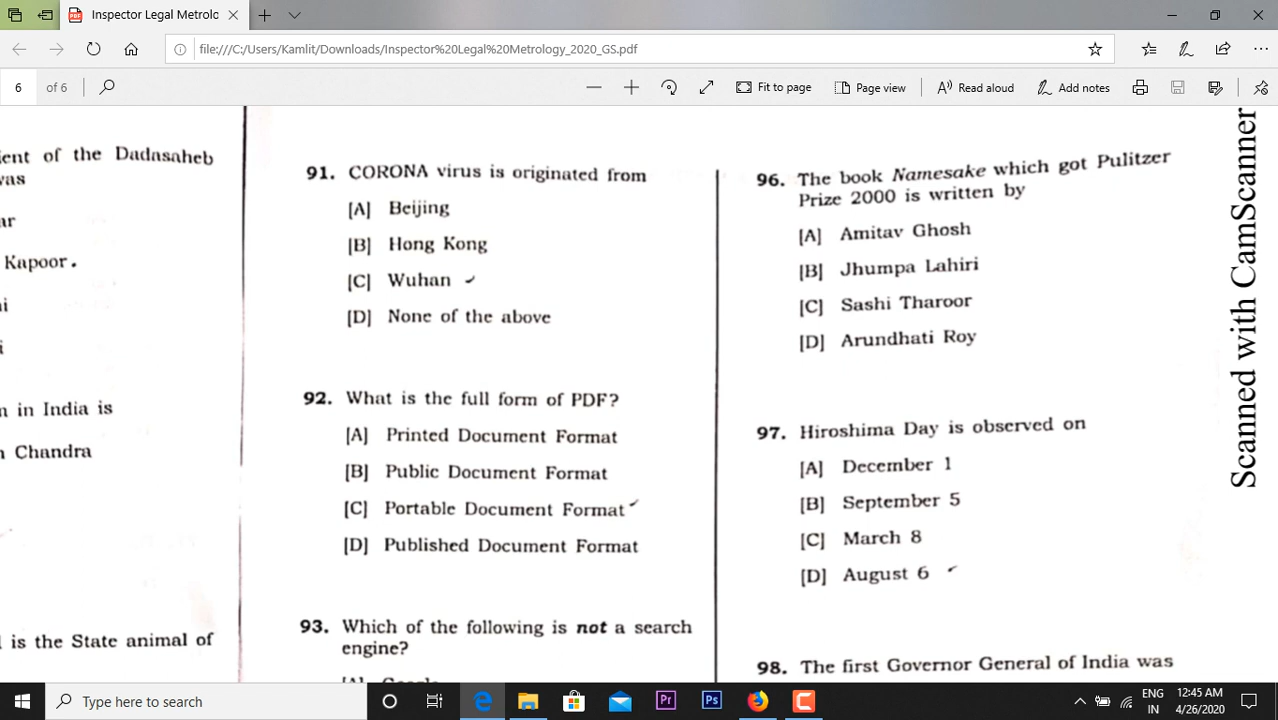 Inspector Legal Metrolo
file:///C:/Users/Kamlit/Downloads/Inspector%20Legal%20Metrology_2020_GS.pdf
6 of 6
Fit to page
Page view
Read aloud
Add notes
ient of the Dadasaheb
vas
ar
Kapoor.
ni
i
n in India is
n Chandra
l is the State animal of
91. CORONA virus is originated from
[A] Beijing
[B] Hong Kong
[C] Wuhan
[D] None of the above
92. What is the full form of PDF?
[A] Printed Document Format
[B] Public Document Format
[C] Portable Document Format
[D] Published Document Format
93. Which of the following is not a search
engine?
[A] Google
96. The book Namesake which got Pulitzer
Prize 2000 is written by
[A] Amitav Ghosh
[B] Jhumpa Lahiri
[C] Sashi Tharoor
[D] Arundhati Roy
97. Hiroshima Day is observed on
[A] December 1
[B] September 5
[C] March 8
[D] August 6
98. The first Governor General of India was
Scanned with CamScanner
Type here to search
Pr
Ps
ENG
IN
12:45 AM
4/26/2020